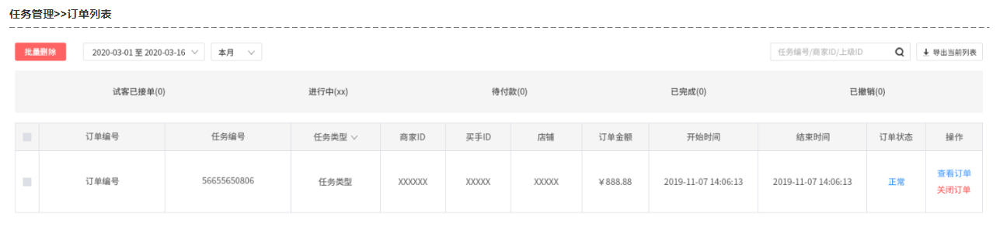 任务管理>>订单列表
批量删除 2020-03-01 至 2020-03-16 本月 任务编号/商家ID/上级ID 导出当前列表
试客已接单(0) 进行中(xx) 待付款(0) 已完成(0) 已撤销(0)
订单编号 任务编号 任务类型 商家ID 买手ID 店铺 订单金额 开始时间 结束时间 订单状态 操作
订单编号 56655650806 任务类型 XXXXXX XXXXX XXXXX ￥888.88 2019-11-07 14:06:13 2019-11-07 14:06:13 正常 查看订单
关闭订单